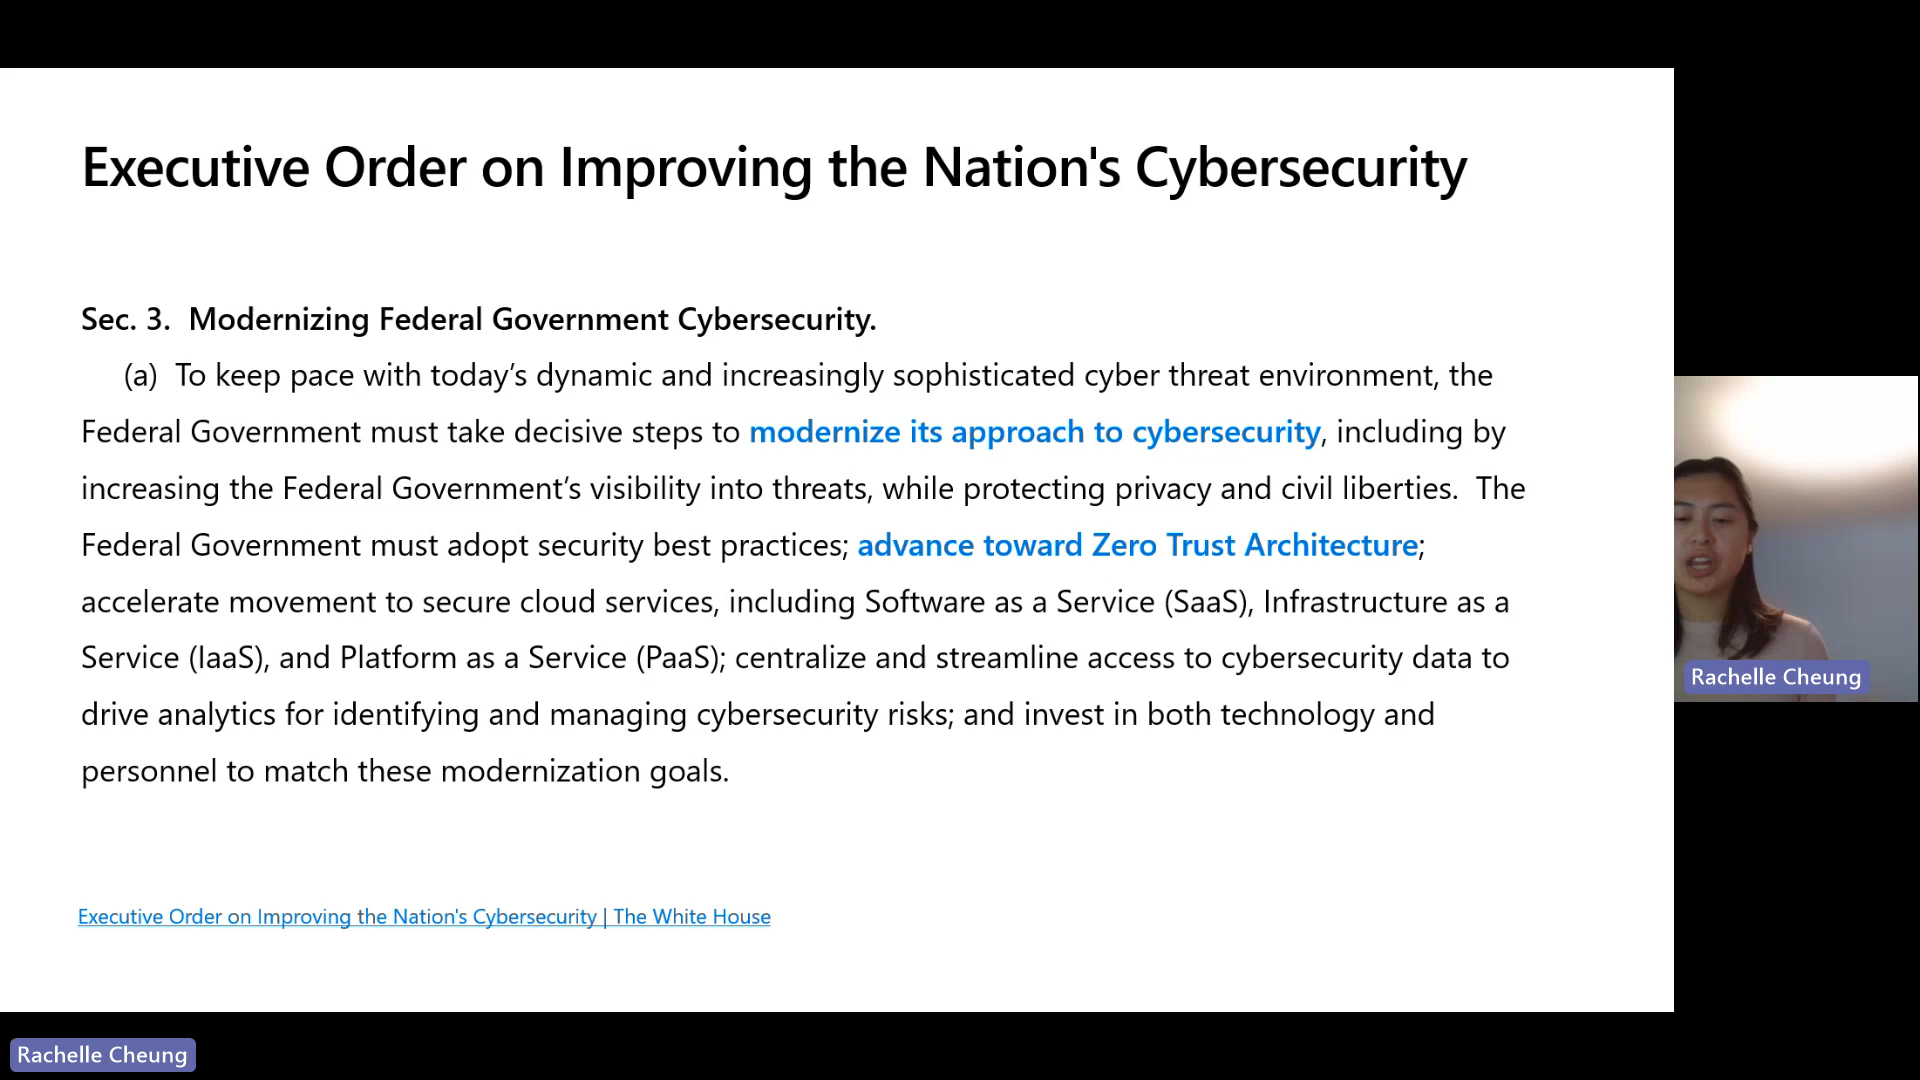 Executive Order on Improving the Nation's Cybersecurity
Sec. 3.  Modernizing Federal Government Cybersecurity.
(a)  To keep pace with today’s dynamic and increasingly sophisticated cyber threat environment, the
Federal Government must take decisive steps to modernize its approach to cybersecurity, including by
increasing the Federal Government’s visibility into threats, while protecting privacy and civil liberties.  The
Federal Government must adopt security best practices; advance toward Zero Trust Architecture;
accelerate movement to secure cloud services, including Software as a Service (SaaS), Infrastructure as a
Service (IaaS), and Platform as a Service (PaaS); centralize and streamline access to cybersecurity data to
drive analytics for identifying and managing cybersecurity risks; and invest in both technology and
personnel to match these modernization goals.
Executive Order on Improving the Nation's Cybersecurity | The White House
Rachelle Cheung
Rachelle Cheung